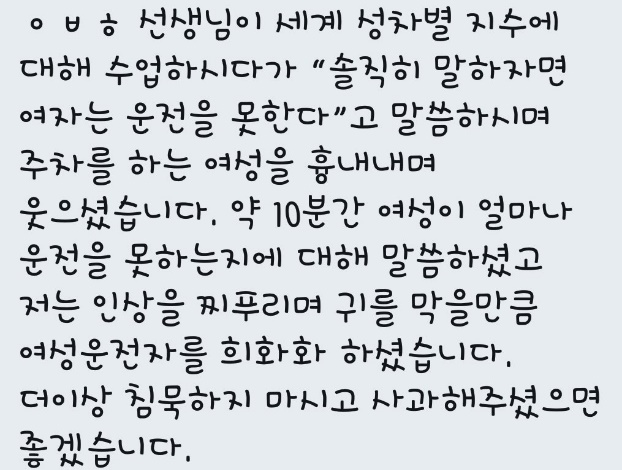 ㅇ ㅂ ㅎ 선생님이 세계 성차별 지수에
대해 수업하시다가 "솔직히 말하자면
여자는 운전을 못한다"고 말씀하시며
주차를 하는 여성을 흉내내며
웃으셨습니다. 약 10분간 여성이 얼마나
운전을 못하는지에 대해 말씀하셨고
저는 인상을 찌푸리며 귀를 막을만큼
여성운전자를 희화화 하셨습니다.
더이상 침묵하지 마시고 사과해주셨으면
좋겠습니다.